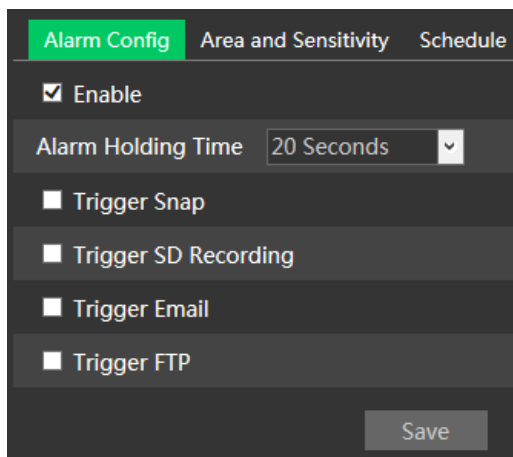 Alarm Config Area and Sensitivity Schedule
Enable
Alarm Holding Time 20 Seconds
Trigger Snap
Trigger SD Recording
Trigger Email
Trigger FTP
Save